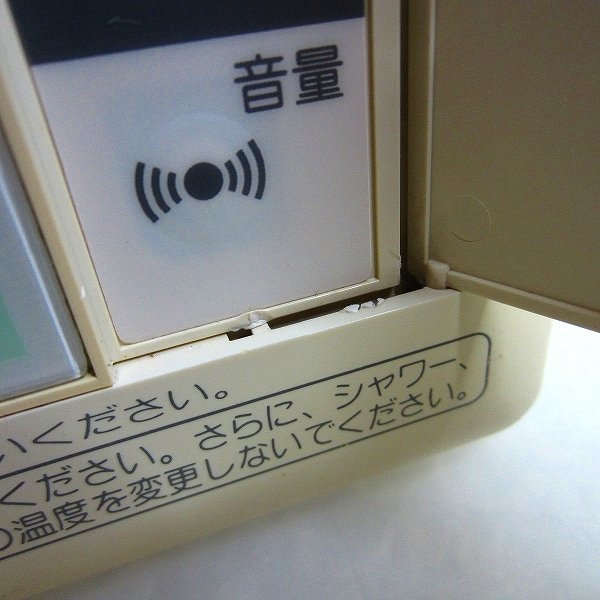 音量
いください。
ください。さらに、シャワー、
の温度を変更しないでください。